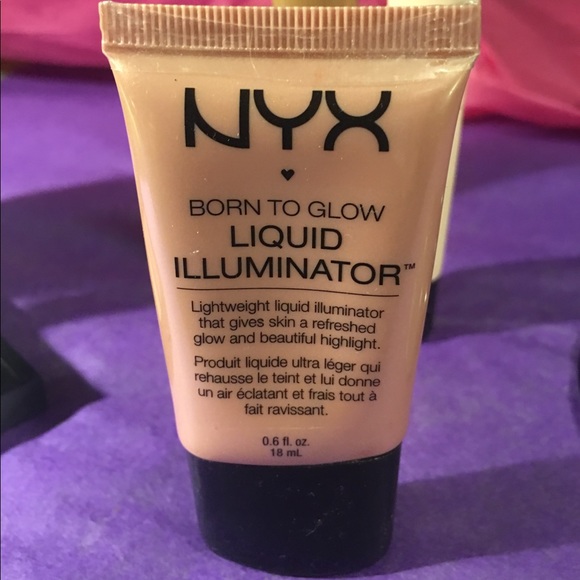 NYX
♥
BORN TO GLOW
LIQUID
ILLUMINATOR™
Lightweight liquid illuminator
that gives skin a refreshed
glow and beautiful highlight.
Produit liquide ultra léger qui
rehausse le teint et lui donne
un air éclatant et frais tout à
fait ravissant.
0.6 fl. oz.
18 mL